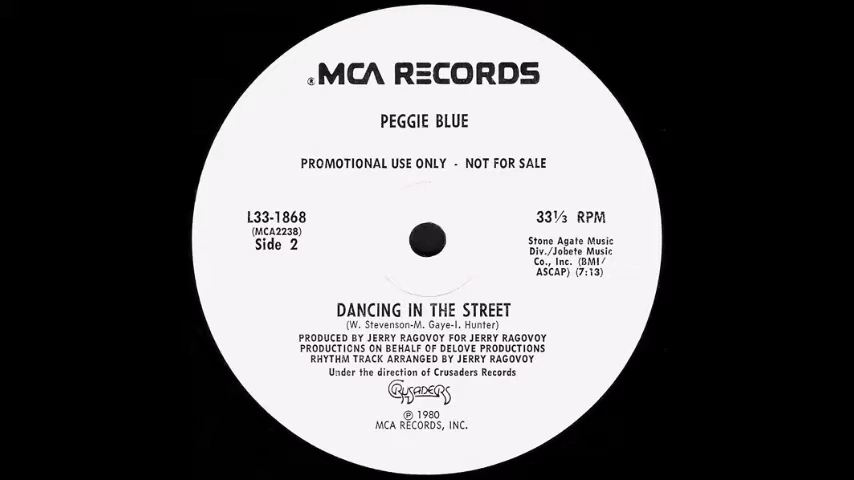 ® MCA RECORDS
PEGGIE BLUE
PROMOTIONAL USE ONLY - NOT FOR SALE
L33-1868
(MCA2238)
Side 2
33⅓ RPM
Stone Agate Music
Div./Jobete Music
Co., Inc. (BMI/
ASCAP) (7:13)
DANCING IN THE STREET
(W. Stevenson-M. Gaye-I. Hunter)
PRODUCED BY JERRY RAGOVOY FOR JERRY RAGOVOY
PRODUCTIONS ON BEHALF OF DELOVE PRODUCTIONS
RHYTHM TRACK ARRANGED BY JERRY RAGOVOY
Under the direction of Crusaders Records
CRUSADERS
℗ 1980
MCA RECORDS, INC.